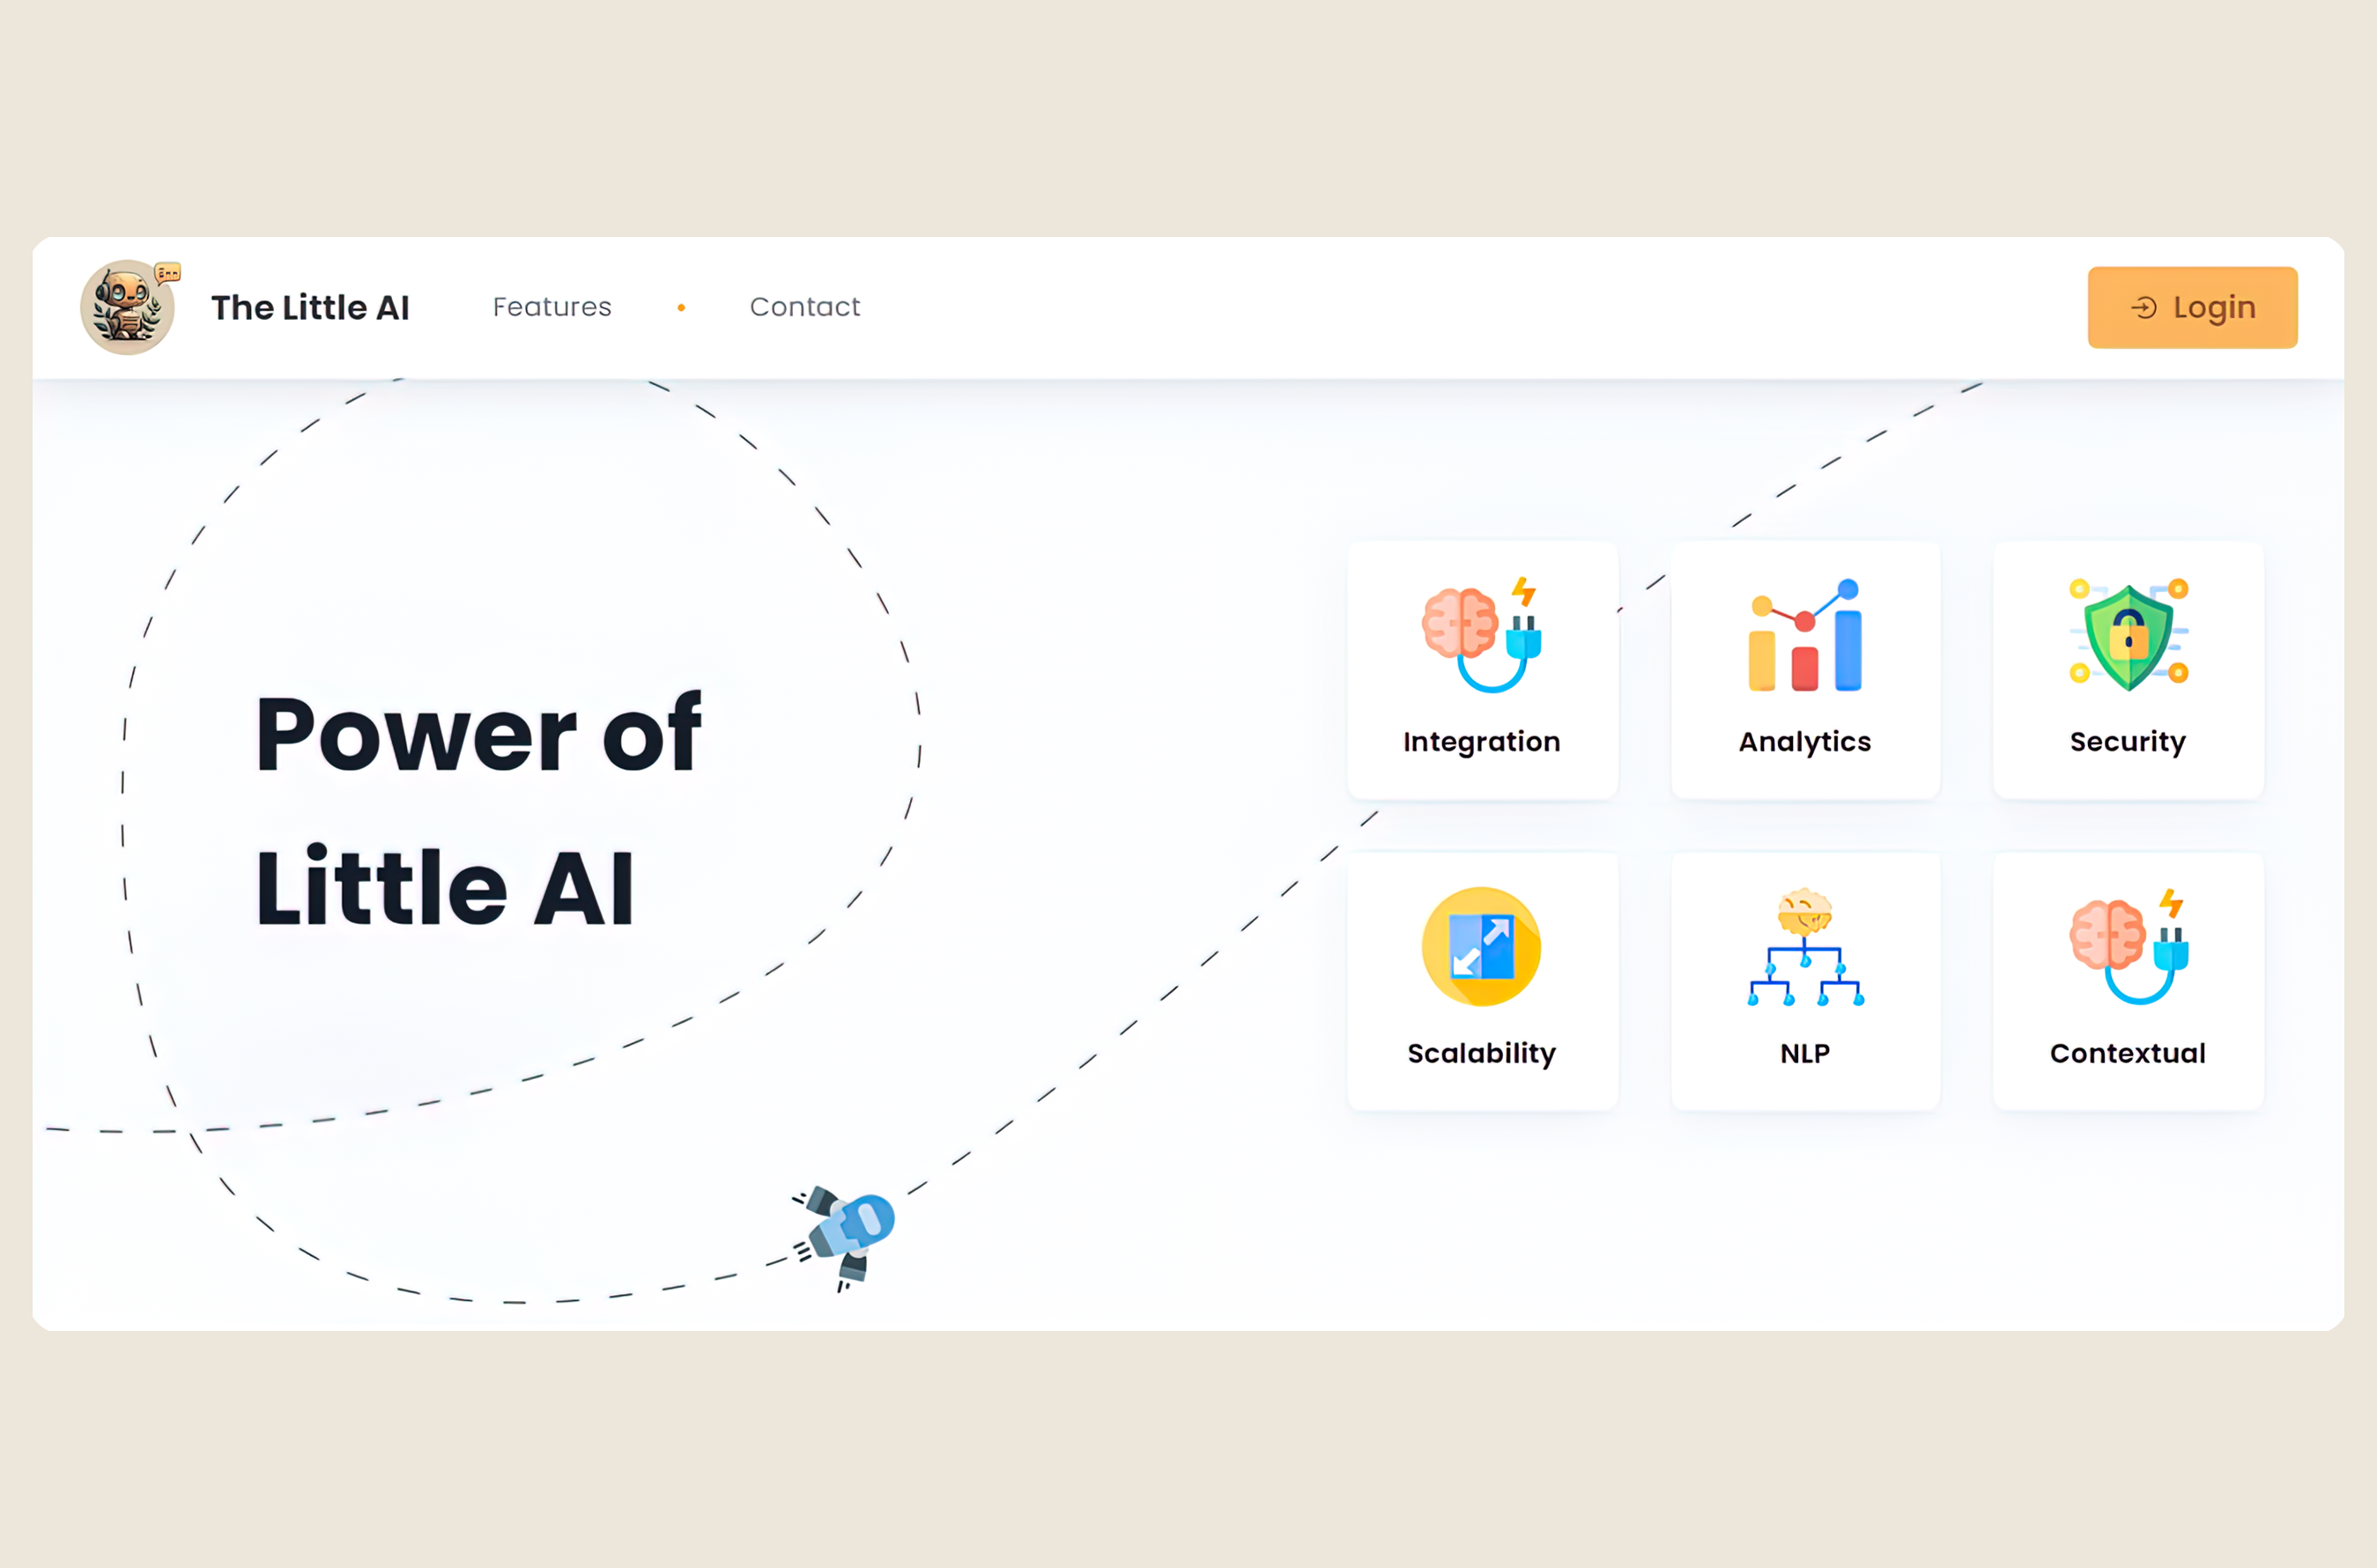 The Little AI
Features
Contact
Login
Power of
Little AI
Integration
Analytics
Security
Scalability
NLP
Contextual